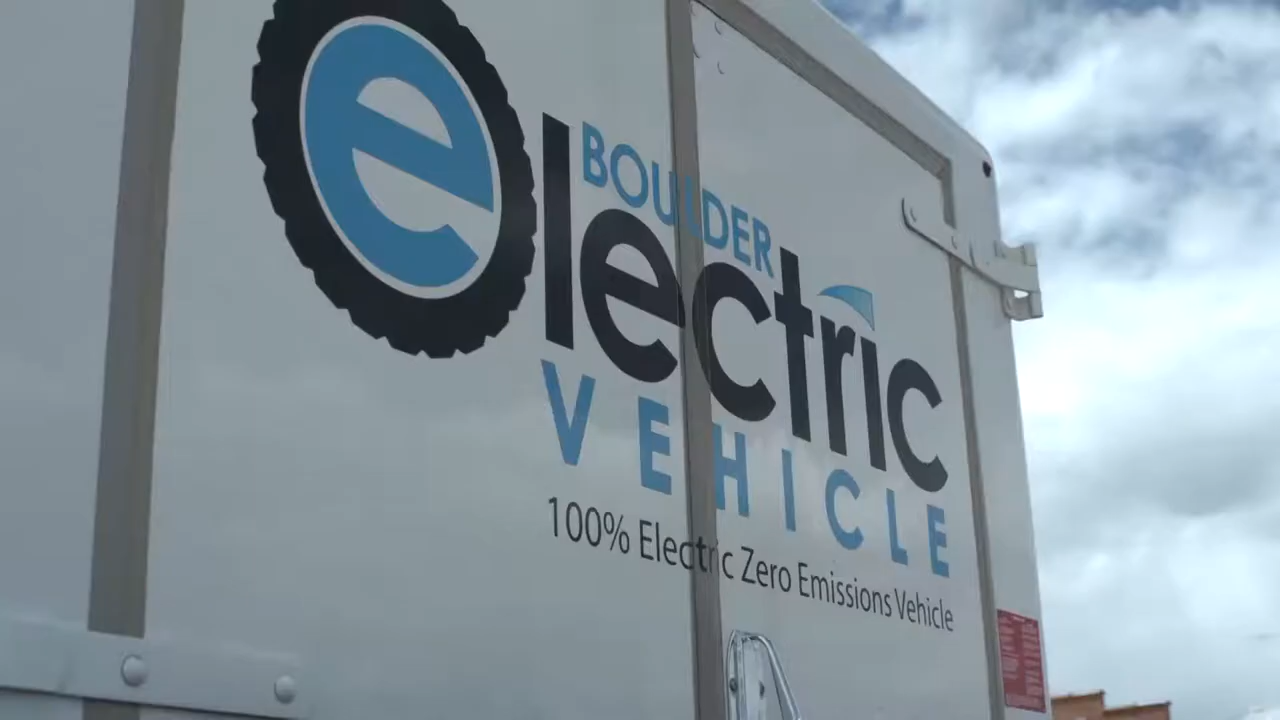 e
BOULDER
electric
VEHICLE
100% Electric Zero Emissions Vehicle